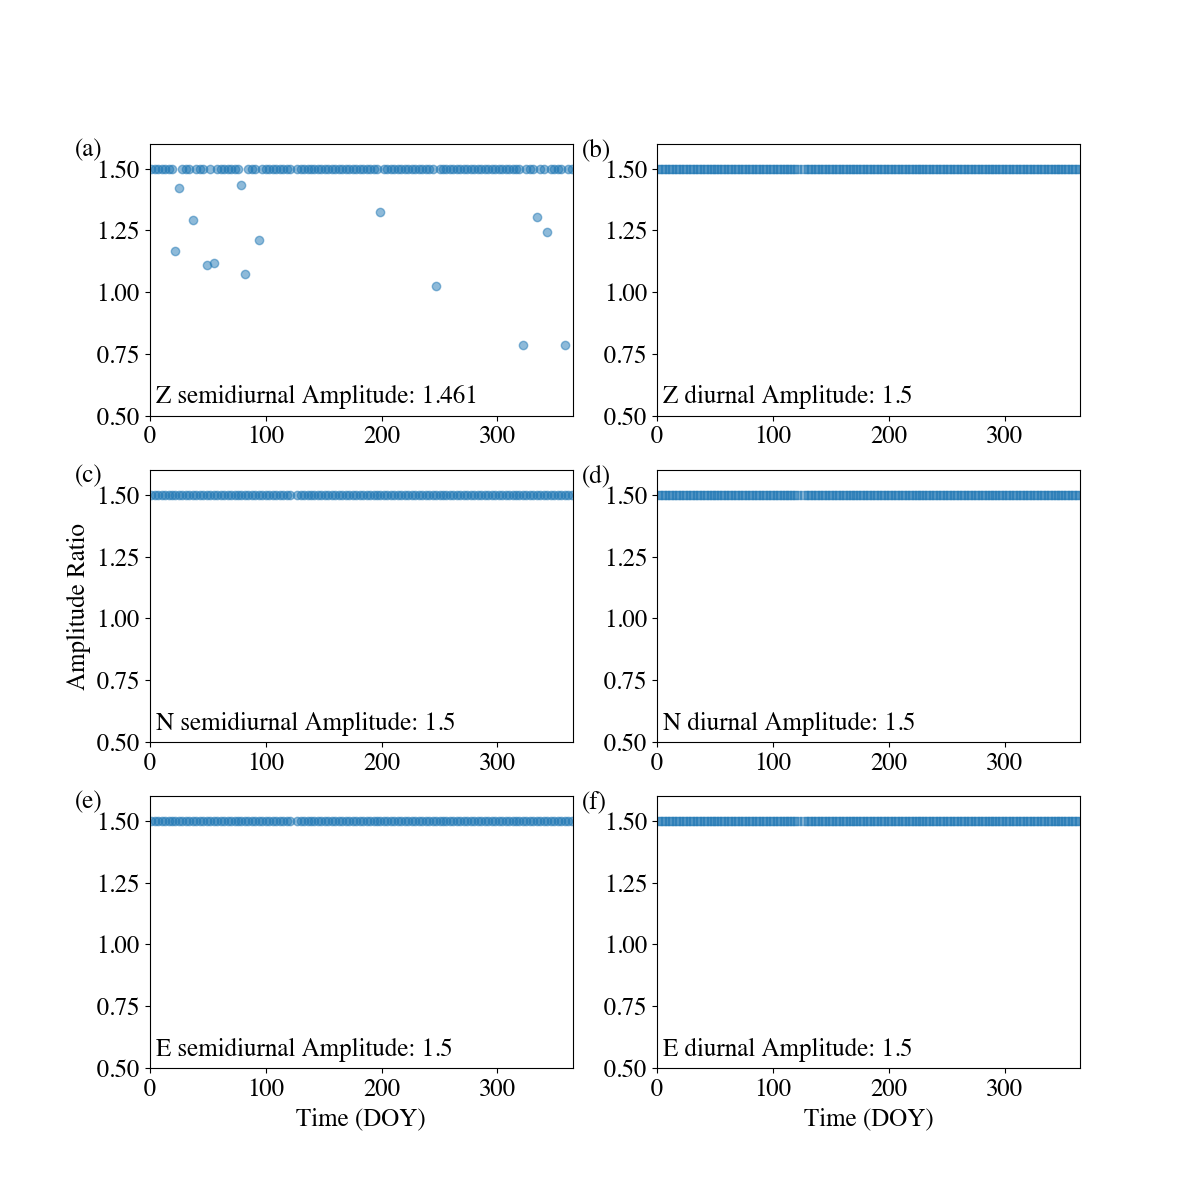 (a)
1.50
1.25
1.00
0.75
0.50
Z semidiurnal Amplitude: 1.461
0 100 200 300
(b)
1.50
1.25
1.00
0.75
0.50
Z diurnal Amplitude: 1.5
0 100 200 300
(c)
1.50
1.25
1.00
0.75
0.50
Amplitude Ratio
N semidiurnal Amplitude: 1.5
0 100 200 300
(d)
1.50
1.25
1.00
0.75
0.50
N diurnal Amplitude: 1.5
0 100 200 300
(e)
1.50
1.25
1.00
0.75
0.50
E semidiurnal Amplitude: 1.5
0 100 200 300
Time (DOY)
(f)
1.50
1.25
1.00
0.75
0.50
E diurnal Amplitude: 1.5
0 100 200 300
Time (DOY)